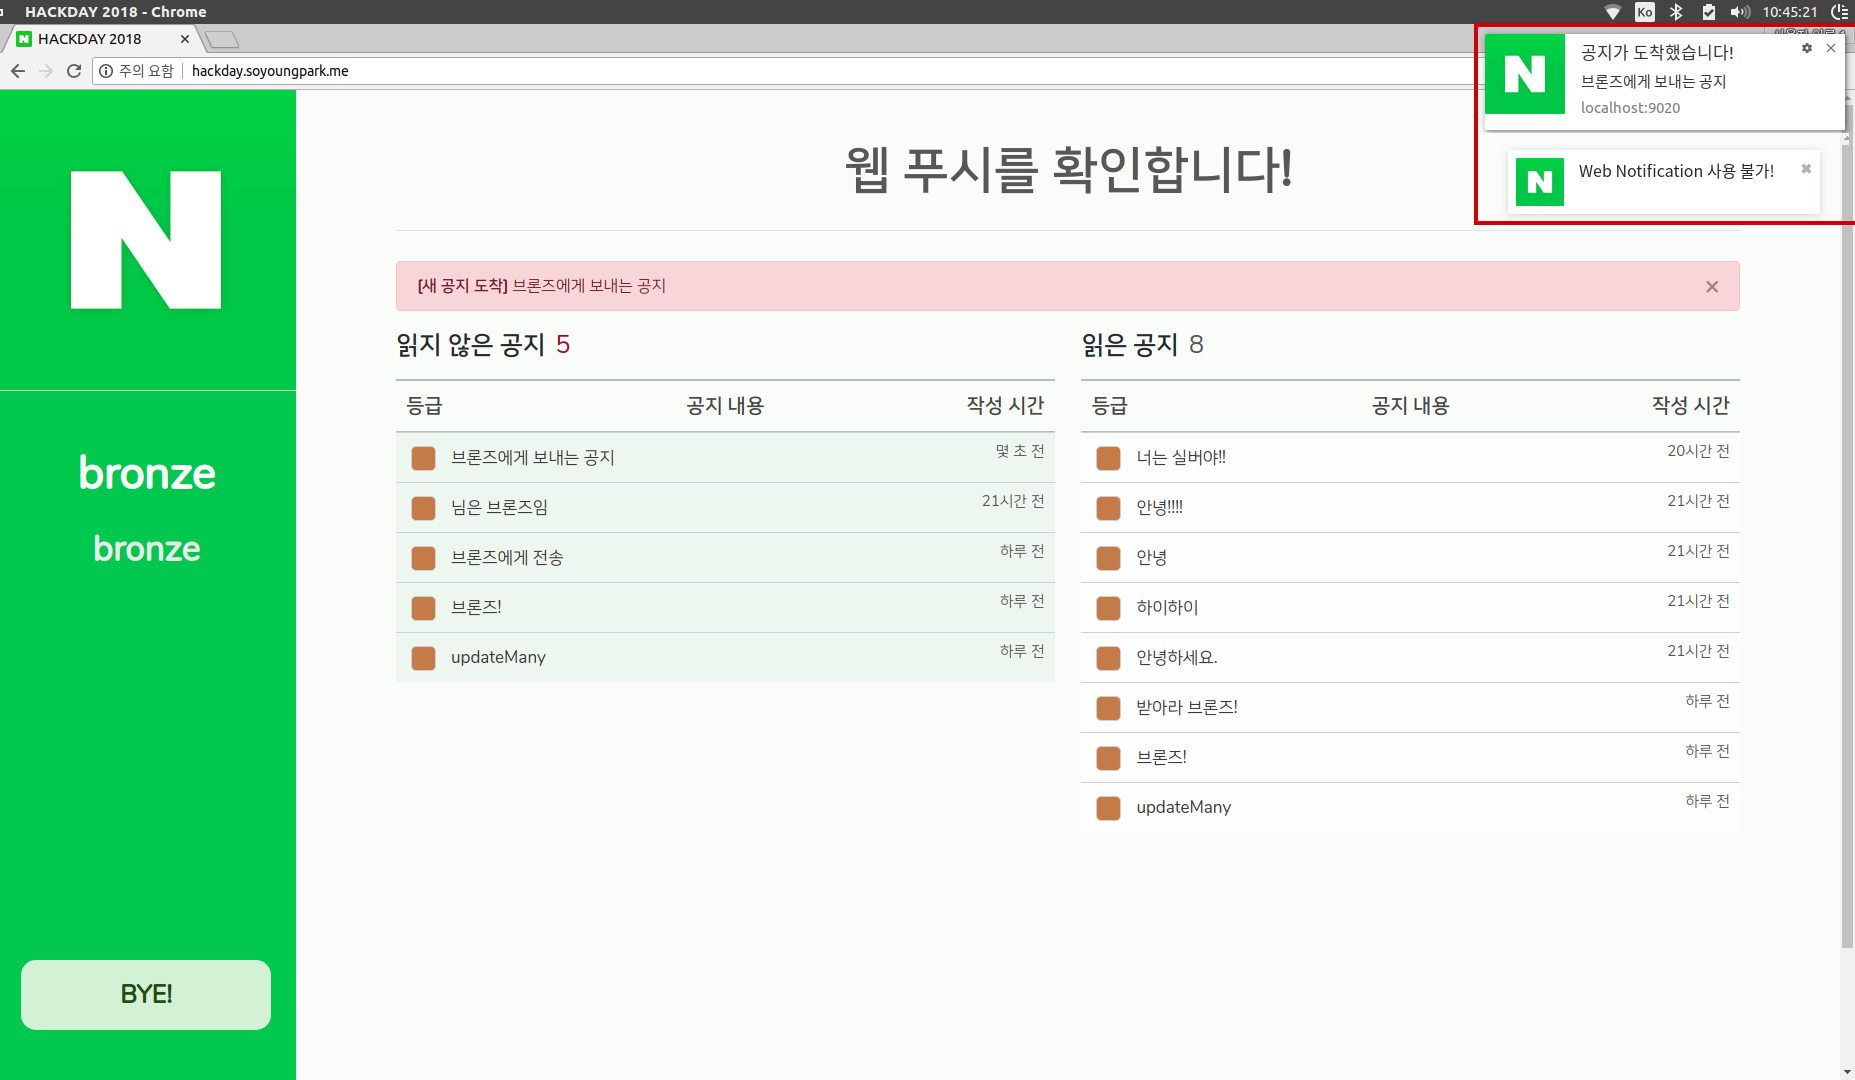 HACKDAY 2018 - Chrome
Ko
10:45:21
HACKDAY 2018
주의 요함
hackday.soyoungpark.me
공지가 도착했습니다!
브론즈에게 보내는 공지
localhost:9020
Web Notification 사용 불가!
N
bronze
bronze
BYE!
웹 푸시를 확인합니다!
[새 공지 도착] 브론즈에게 보내는 공지
읽지 않은 공지 5
등급 공지 내용 작성 시간
브론즈에게 보내는 공지 몇 초 전
님은 브론즈임 21시간 전
브론즈에게 전송 하루 전
브론즈! 하루 전
updateMany 하루 전
읽은 공지 8
등급 공지 내용 작성 시간
너는 실버야!! 20시간 전
안녕!!!! 21시간 전
안녕 21시간 전
하이하이 21시간 전
안녕하세요. 21시간 전
받아라 브론즈! 하루 전
브론즈! 하루 전
updateMany 하루 전